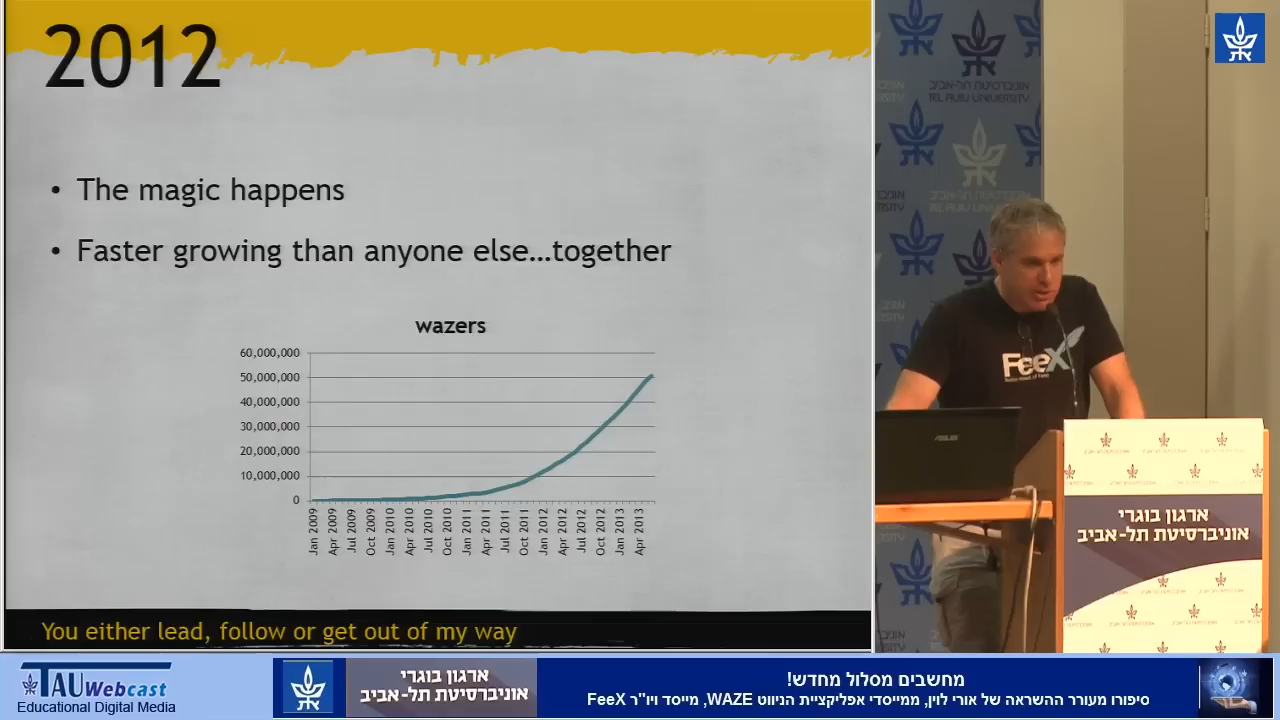 2012
• The magic happens
• Faster growing than anyone else...together
wazers
60,000,000
50,000,000
40,000,000
30,000,000
20,000,000
10,000,000
0
Jan 2009
Apr 2009
Jul 2009
Oct 2009
Jan 2010
Apr 2010
Jul 2010
Oct 2010
Jan 2011
Apr 2011
Jul 2011
Oct 2011
Jan 2012
Apr 2012
Jul 2012
Oct 2012
Jan 2013
Apr 2013
You either lead, follow or get out of my way
אוניברסיטת תל-אביב
TEL AVIV UNIVERSITY
FeeX
ASUS
ארגון בוגרי
אוניברסיטת תל-אביב
TAU Webcast
Educational Digital Media
ארגון בוגרי
אוניברסיטת תל-אביב
מחשבים מסלול מחדש!
סיפורו מעורר ההשראה של אורי לוין, ממייסדי אפליקציית הניווט WAZE, מייסד ויו"ר FeeX